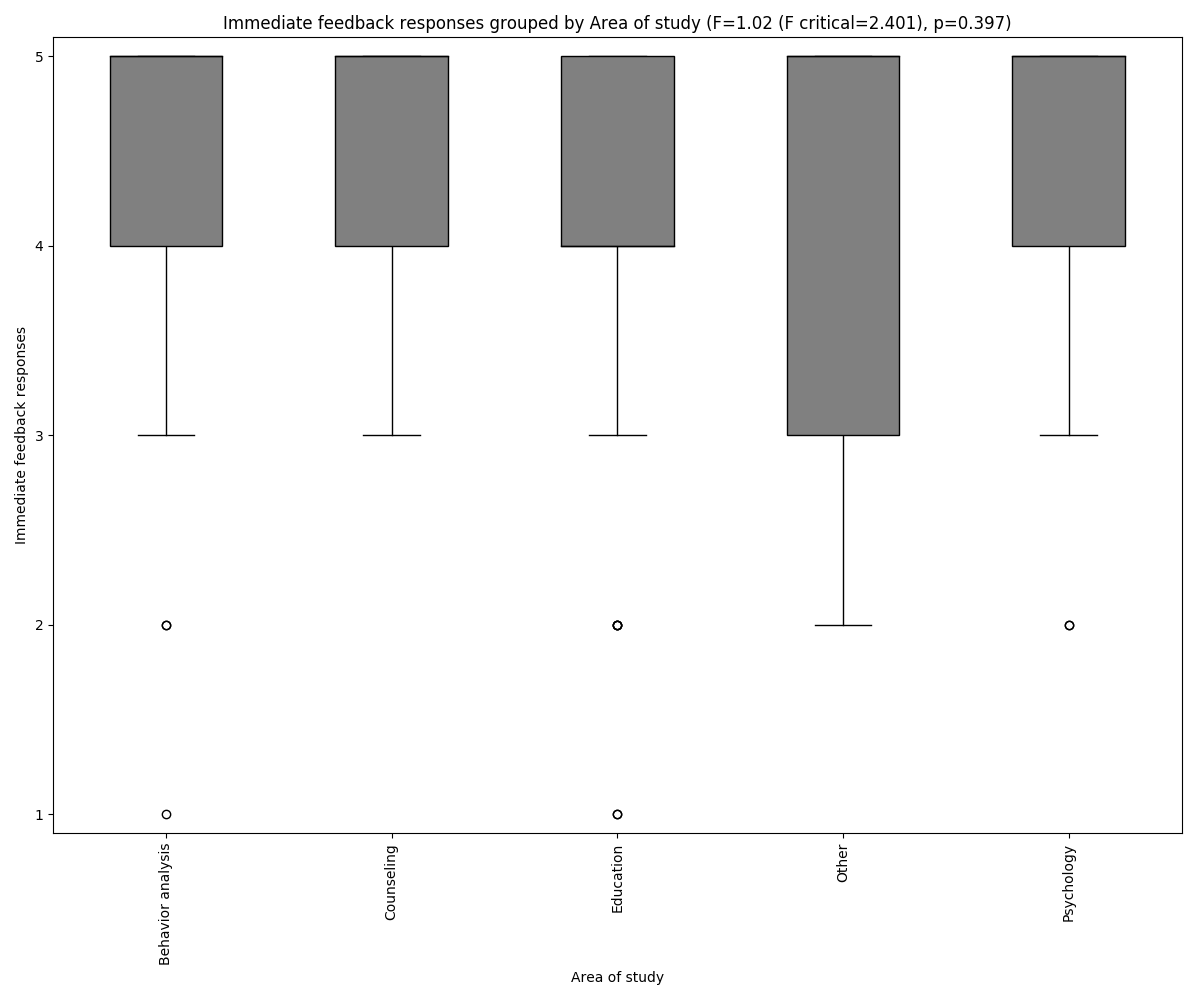 Immediate feedback responses grouped by Area of study (F=1.02 (F critical=2.401), p=0.397)
Immediate feedback responses
5
4
3
2
1
Behavior analysis
Counseling
Education
Other
Psychology
Area of study